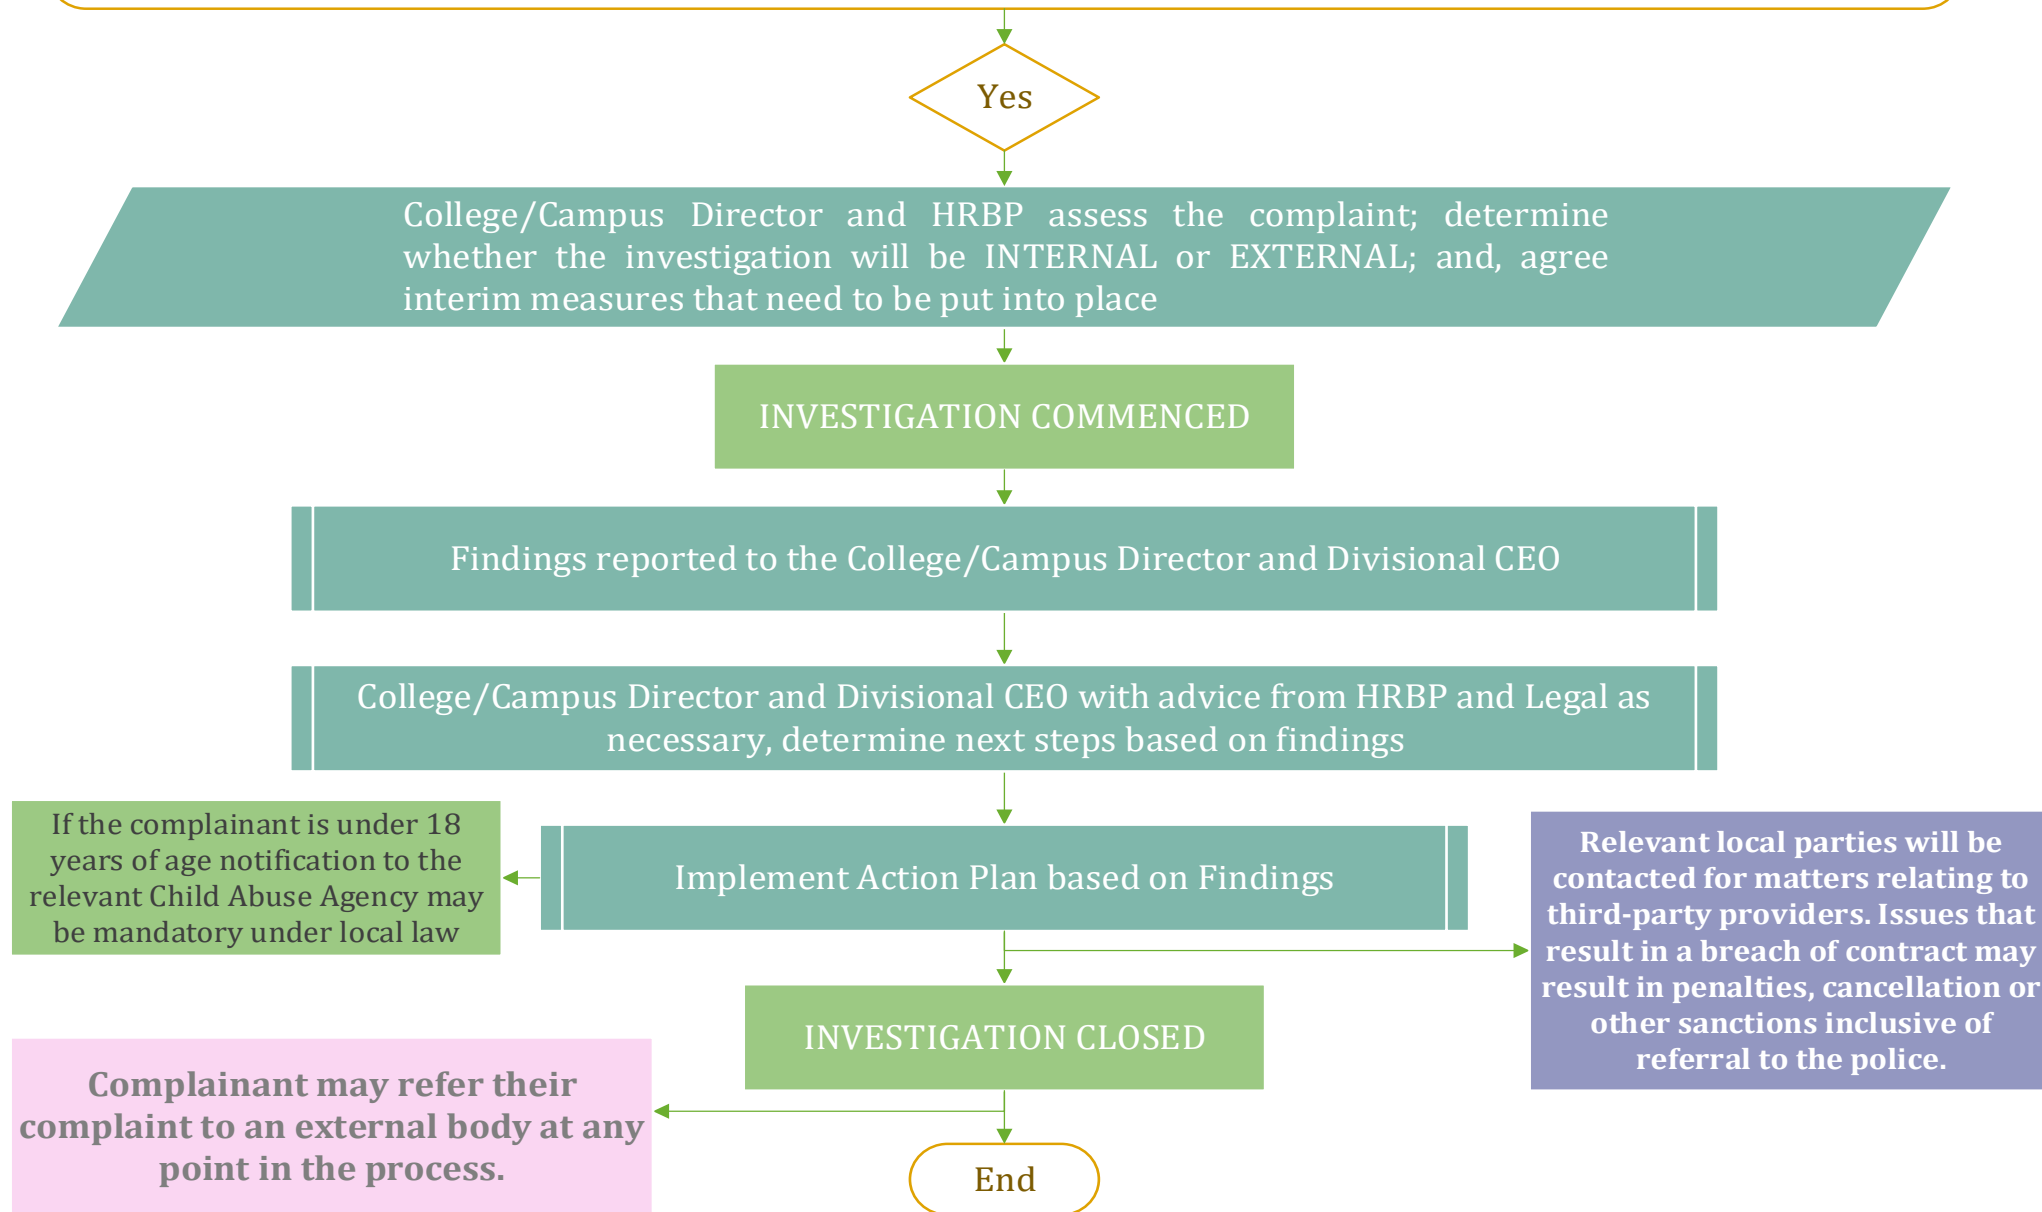 Yes
College/Campus Director and HRBP assess the complaint; determine
whether the investigation will be INTERNAL or EXTERNAL; and, agree
interim measures that need to be put into place
INVESTIGATION COMMENCED
Findings reported to the College/Campus Director and Divisional CEO
College/Campus Director and Divisional CEO with advice from HRBP and Legal as
necessary, determine next steps based on findings
If the complainant is under 18
years of age notification to the
relevant Child Abuse Agency may
be mandatory under local law
Implement Action Plan based on Findings
Relevant local parties will be
contacted for matters relating to
third-party providers. Issues that
result in a breach of contract may
result in penalties, cancellation or
other sanctions inclusive of
referral to the police.
INVESTIGATION CLOSED
Complainant may refer their
complaint to an external body at any
point in the process.
End